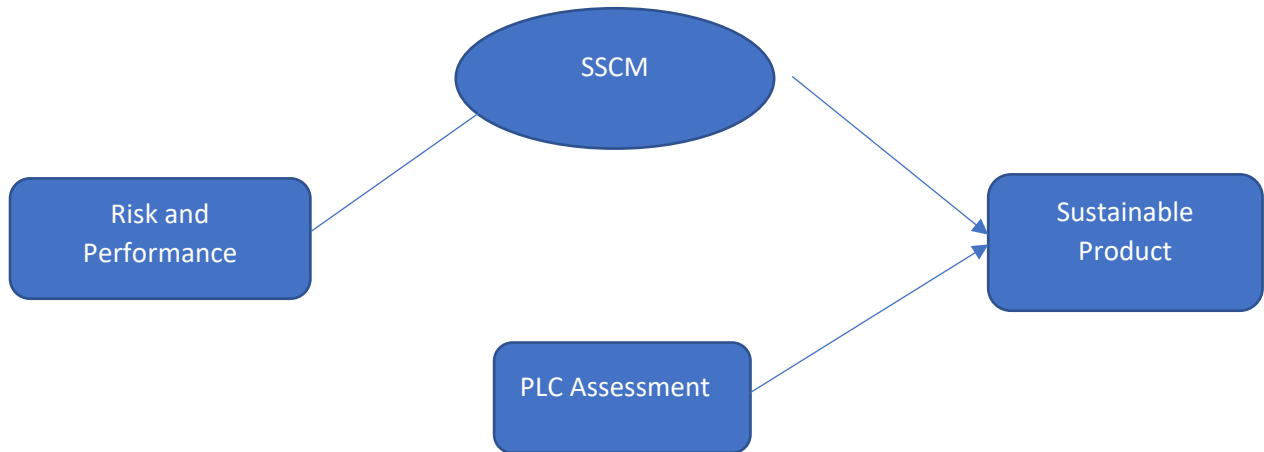 SSCM
Risk and
Performance
Sustainable
Product
PLC Assessment